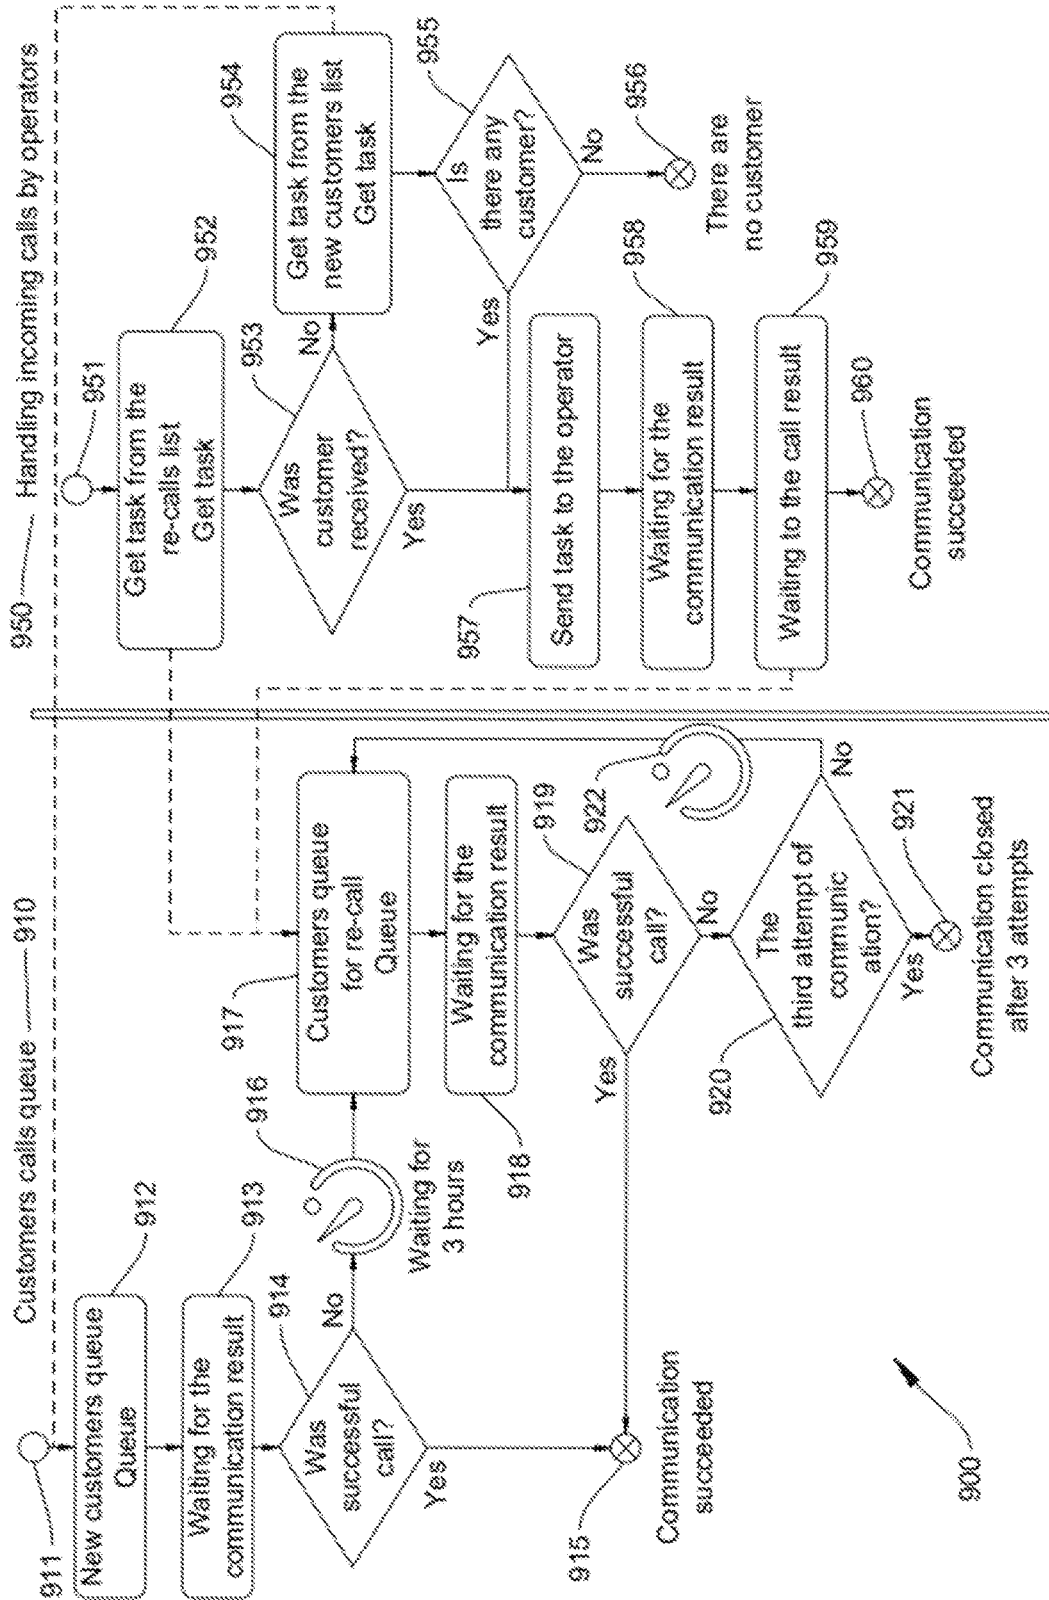 Customers calls queue 910
911
New customers queue
Queue
912
Waiting for the
communication result
913
Was
successful
call?
914
No
Yes
Waiting for
3 hours
916
915
Communication
succeeded
917
Customers queue
for re-call
Queue
Waiting for the
communication result
918
Was
successful
call?
919
Yes
No
922
The
third attempt of
communic
ation?
920
No
Yes
921
Communication closed
after 3 attempts
900
950 Handling incoming calls by operators
951
Get task from the
re-calls list
Get task
952
Was
customer
received?
953
No
Yes
Get task from the
new customers list
Get task
954
Is
there any
customer?
955
Yes
No
956
There are
no customer
957
Send task to the operator
Waiting for the
communication result
958
Waiting to the call result
959
960
Communication
succeeded